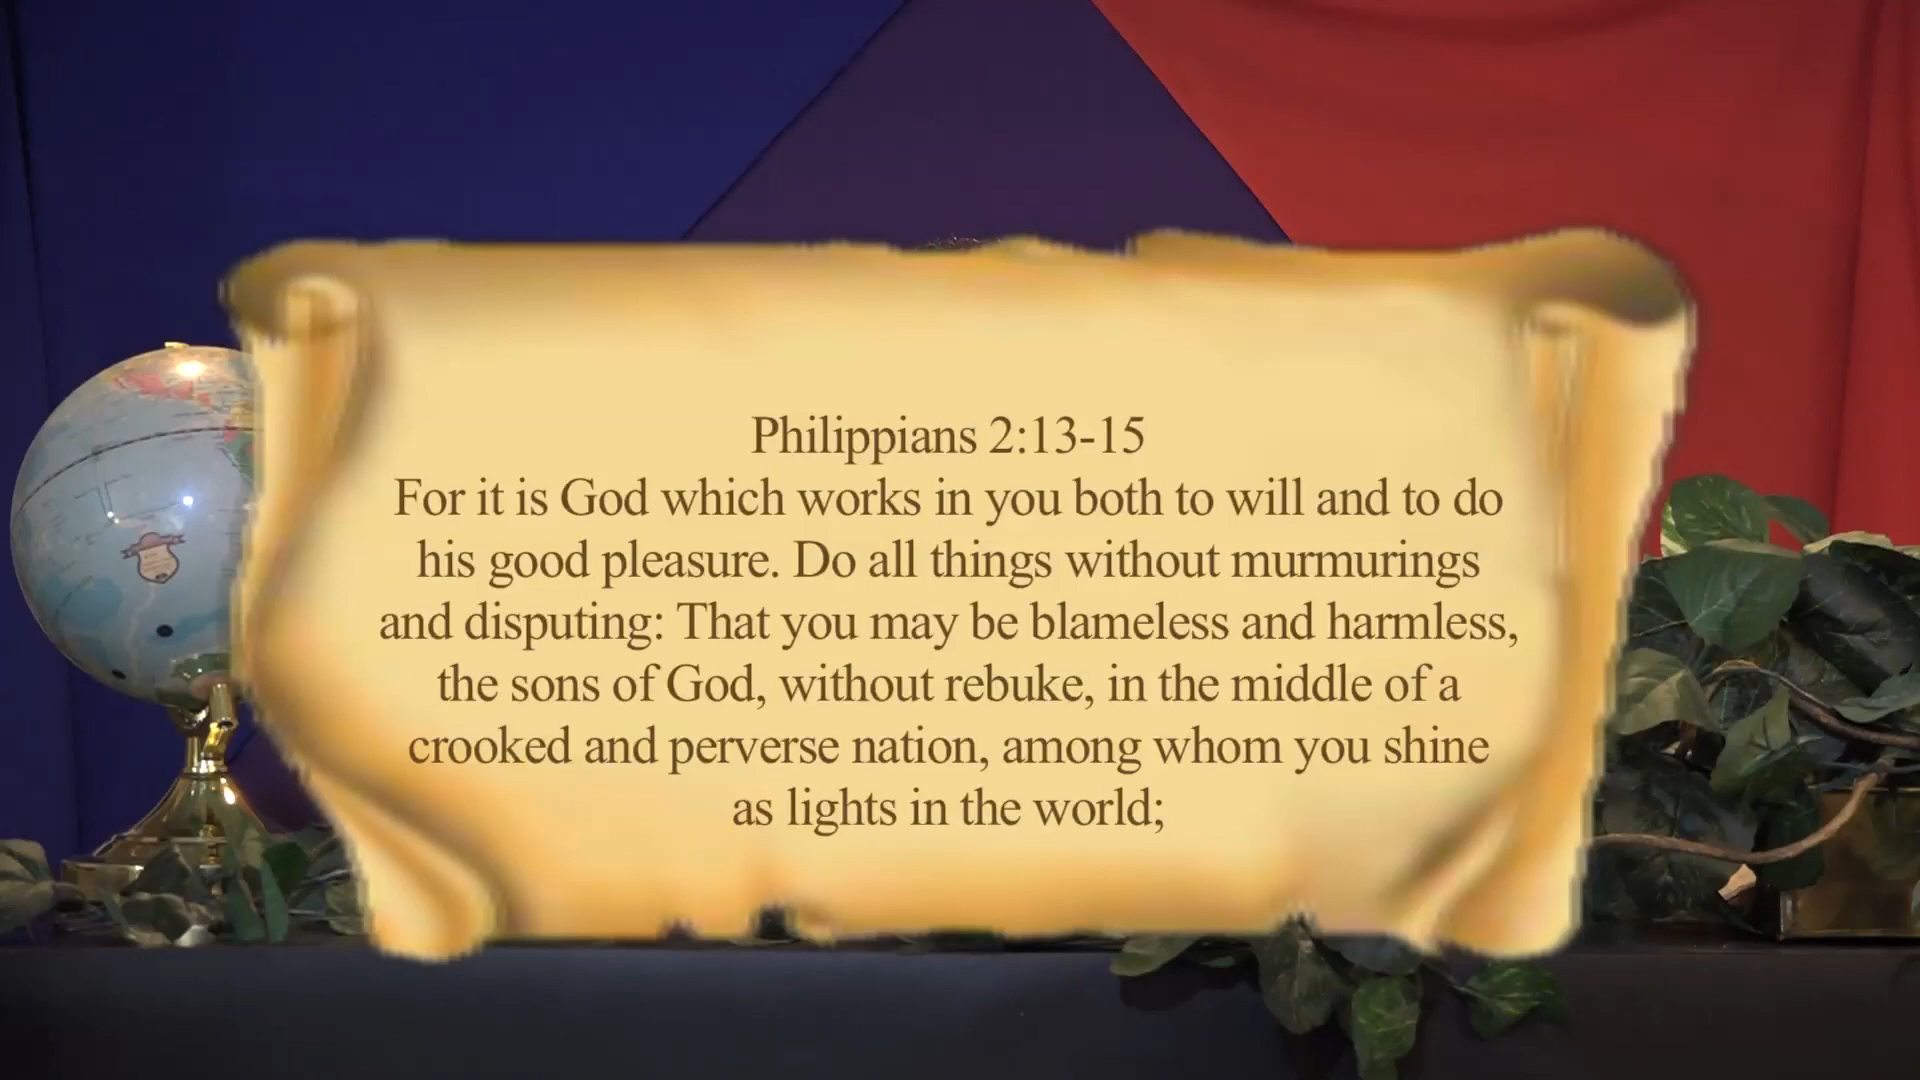 Philippians 2:13-15
For it is God which works in you both to will and to do
his good pleasure. Do all things without murmurings
and disputing: That you may be blameless and harmless,
the sons of God, without rebuke, in the middle of a
crooked and perverse nation, among whom you shine
as lights in the world;